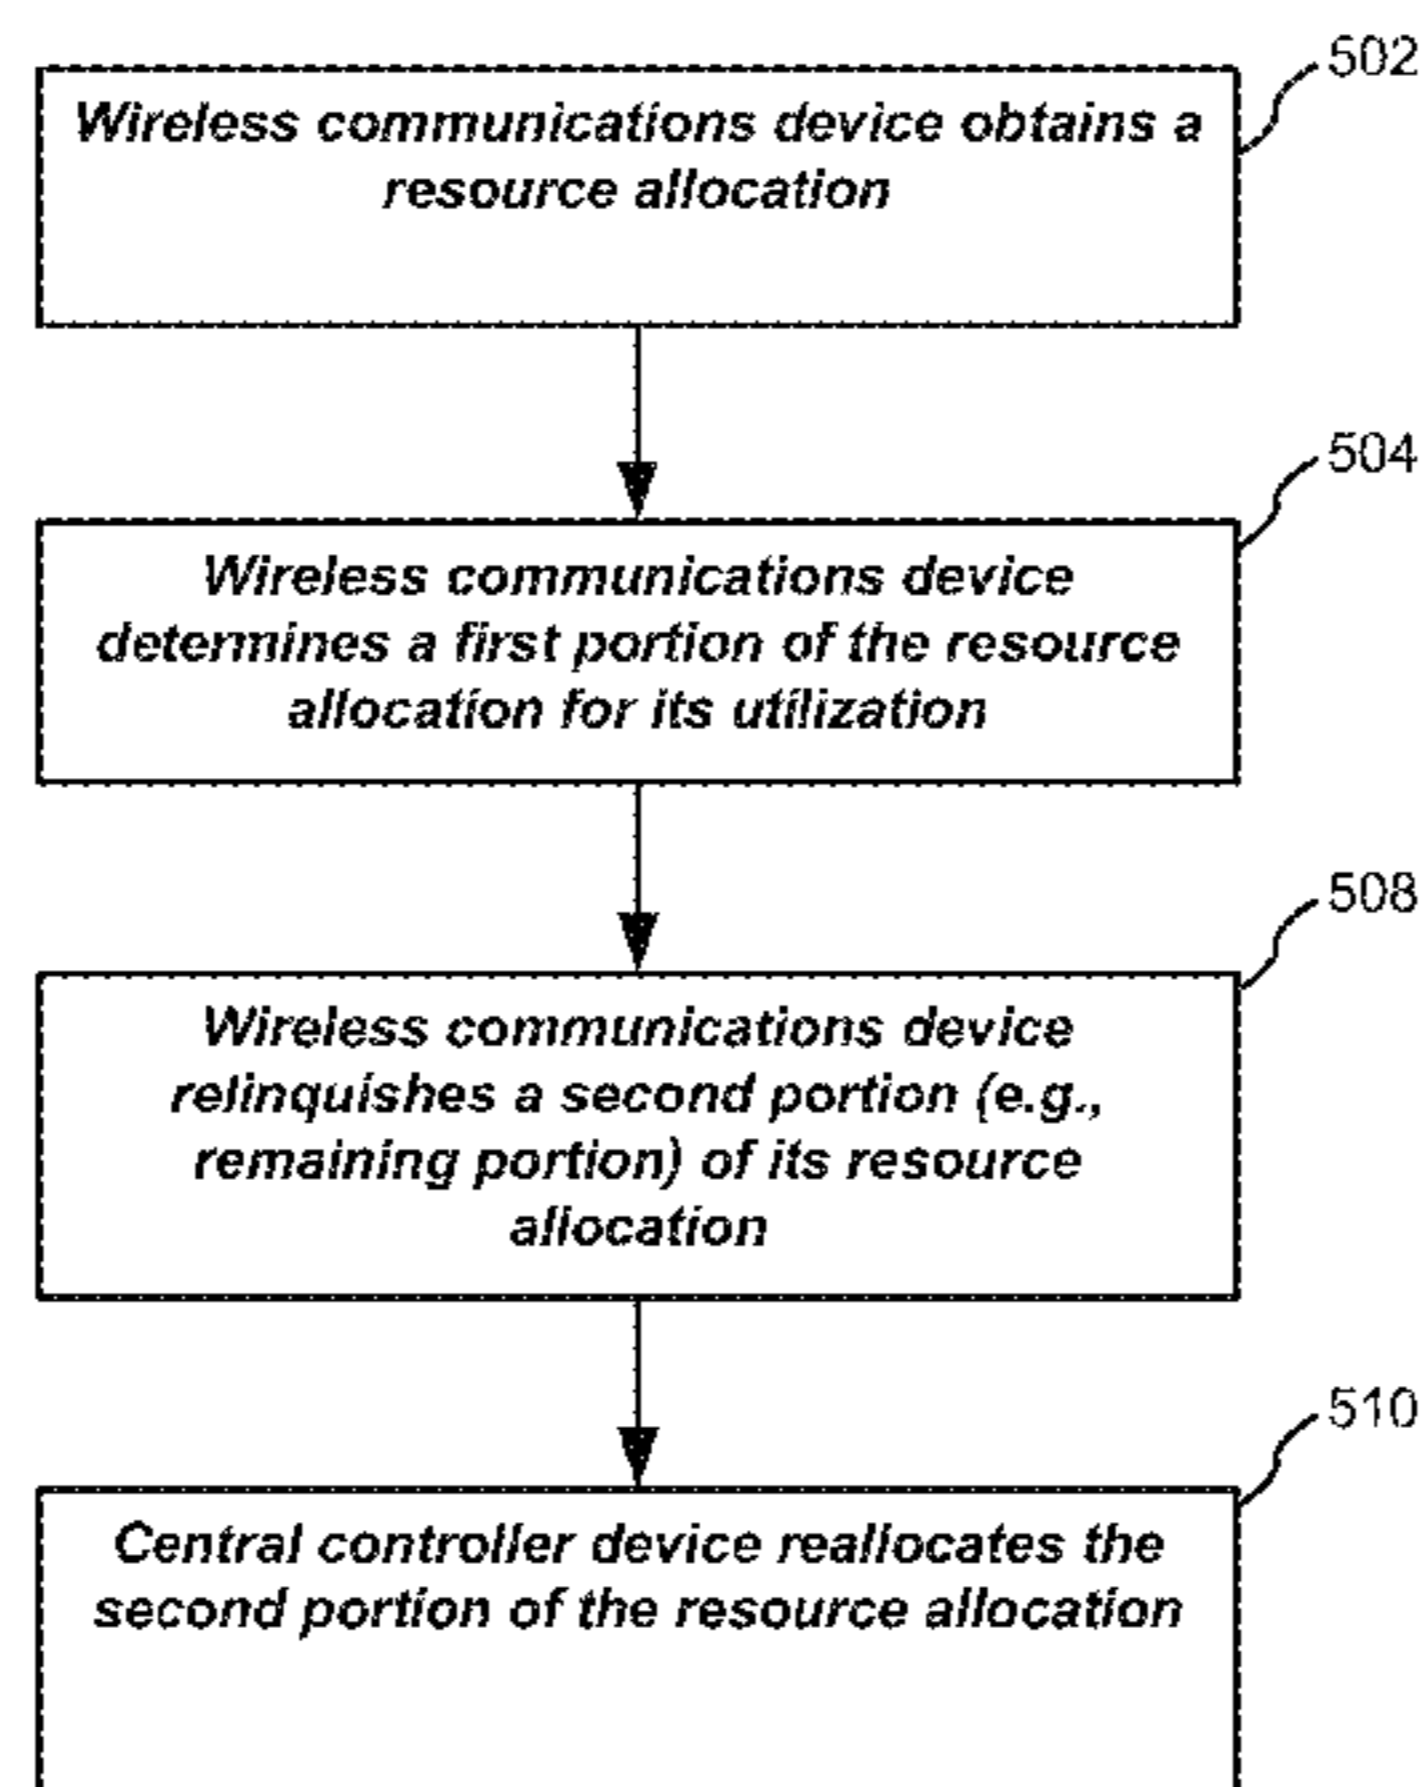 502
Wireless communications device obtains a
resource allocation
504
Wireless communications device
determines a first portion of the resource
allocation for its utilization
508
Wireless communications device
relinquishes a second portion (e.g.,
remaining portion) of its resource
allocation
510
Central controller device reallocates the
second portion of the resource allocation